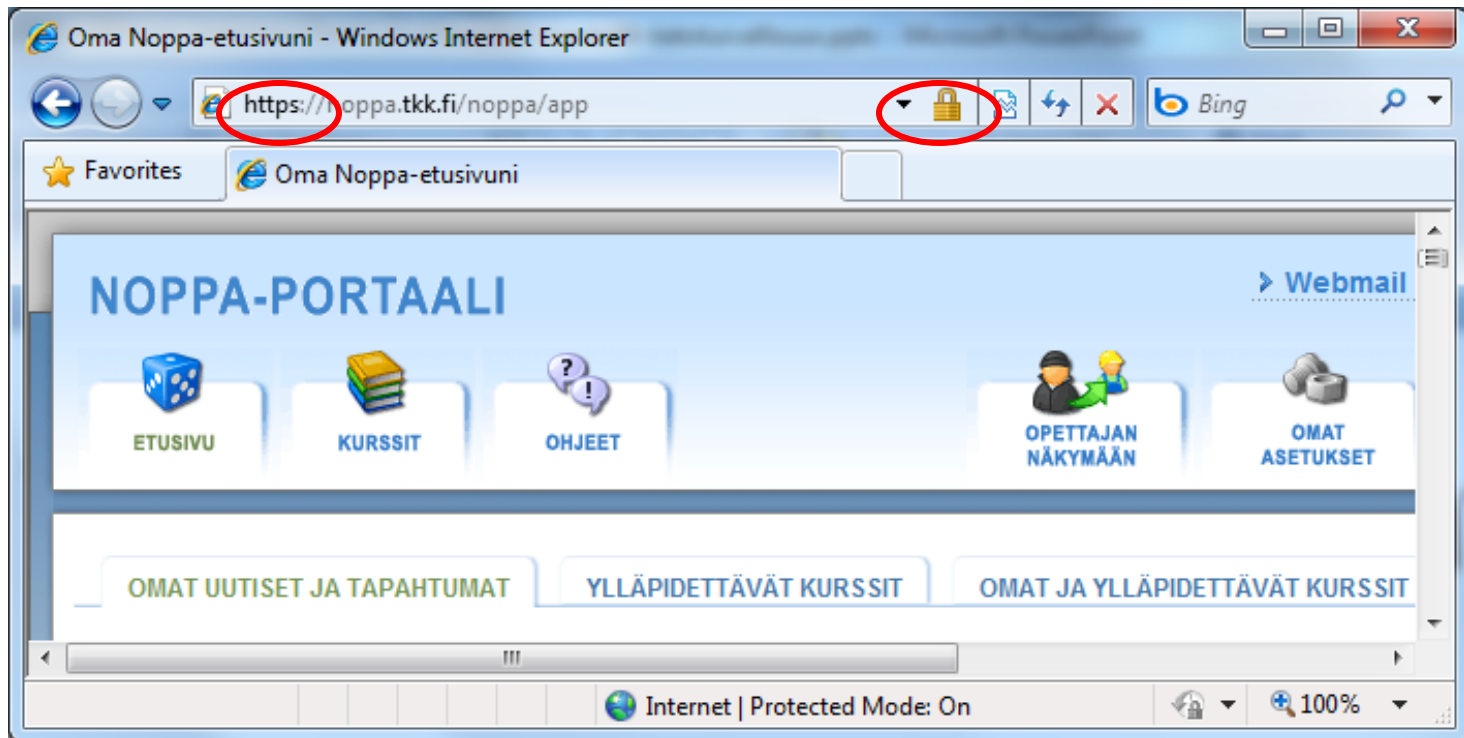 Oma Noppa-etusivuni - Windows Internet Explorer
https://noppa.tkk.fi/noppa/app
Bing
Favorites
Oma Noppa-etusivuni
NOPPA-PORTAALI
Webmail
ETUSIVU
KURSSIT
OHJEET
OPETTAJAN
NÄKYMÄÄN
OMAT
ASETUKSET
OMAT UUTISET JA TAPAHTUMAT
YLLÄPIDETTÄVÄT KURSSIT
OMAT JA YLLÄPIDETTÄVÄT KURSSIT
Internet | Protected Mode: On
100%